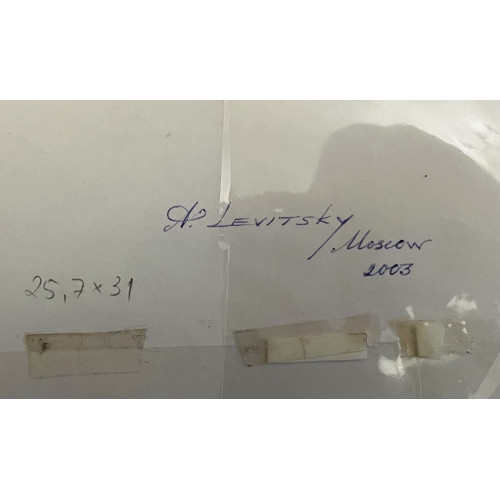 A. LEVITSKY
Moscow
2003
25,7 × 31